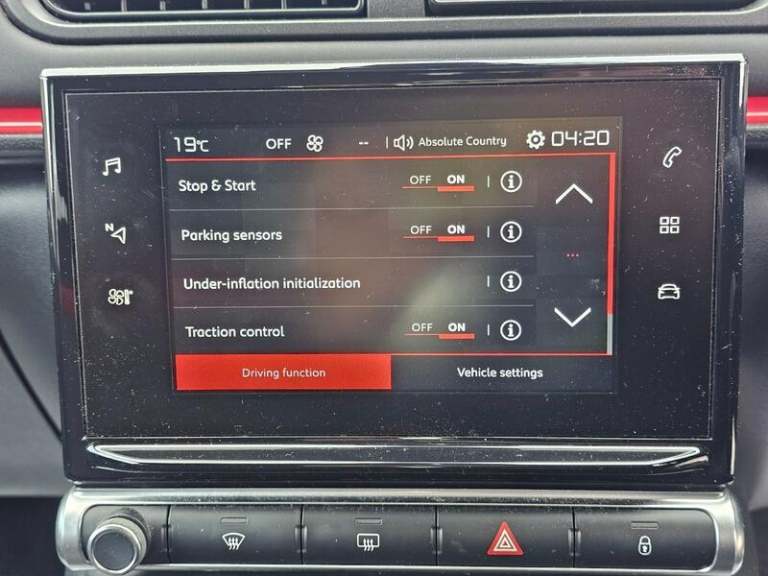 19°C OFF -- Absolute Country 04:20
Stop & Start OFF ON
Parking sensors OFF ON
Under-inflation initialization
Traction control OFF ON
Driving function Vehicle settings
N